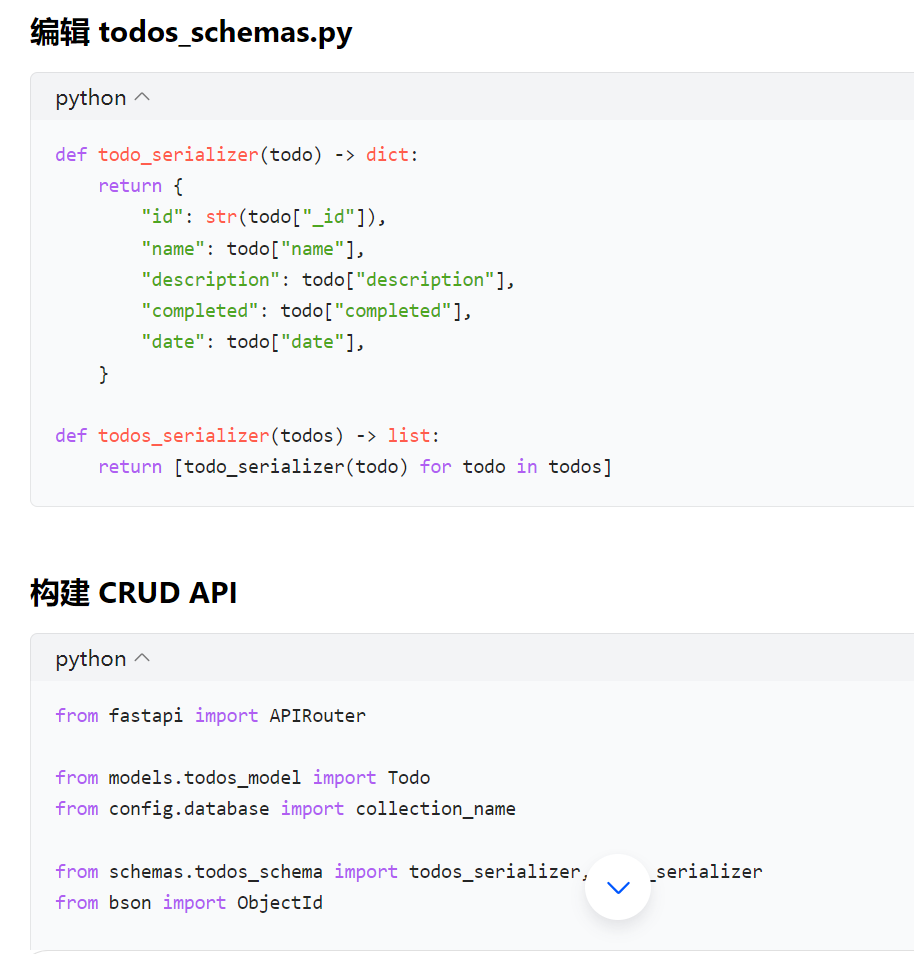 编辑 todos_schemas.py
python
def todo_serializer(todo) -> dict:
    return {
        "id": str(todo["_id"]),
        "name": todo["name"],
        "description": todo["description"],
        "completed": todo["completed"],
        "date": todo["date"],
    }
def todos_serializer(todos) -> list:
    return [todo_serializer(todo) for todo in todos]
构建 CRUD API
python
from fastapi import APIRouter
from models.todos_model import Todo
from config.database import collection_name
from schemas.todos_schema import todos_serializer, _serializer
from bson import ObjectId